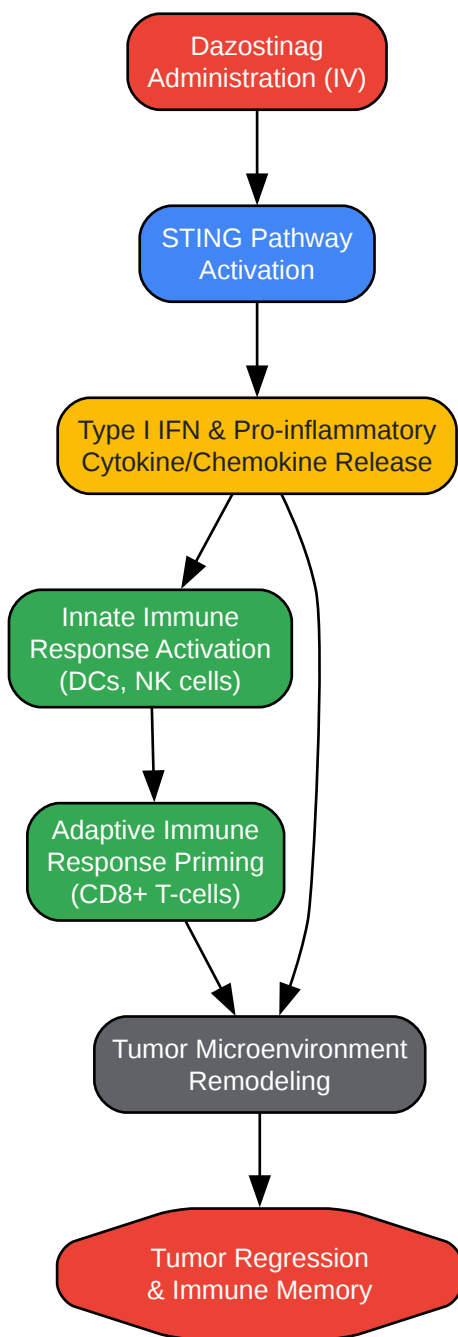 Dazostinag
Administration (IV)
STING Pathway
Activation
Type I IFN & Pro-inflammatory
Cytokine/Chemokine Release
Innate Immune
Response Activation
(DCs, NK cells)
Adaptive Immune
Response Priming
(CD8+ T-cells)
Tumor Microenvironment
Remodeling
Tumor Regression
& Immune Memory